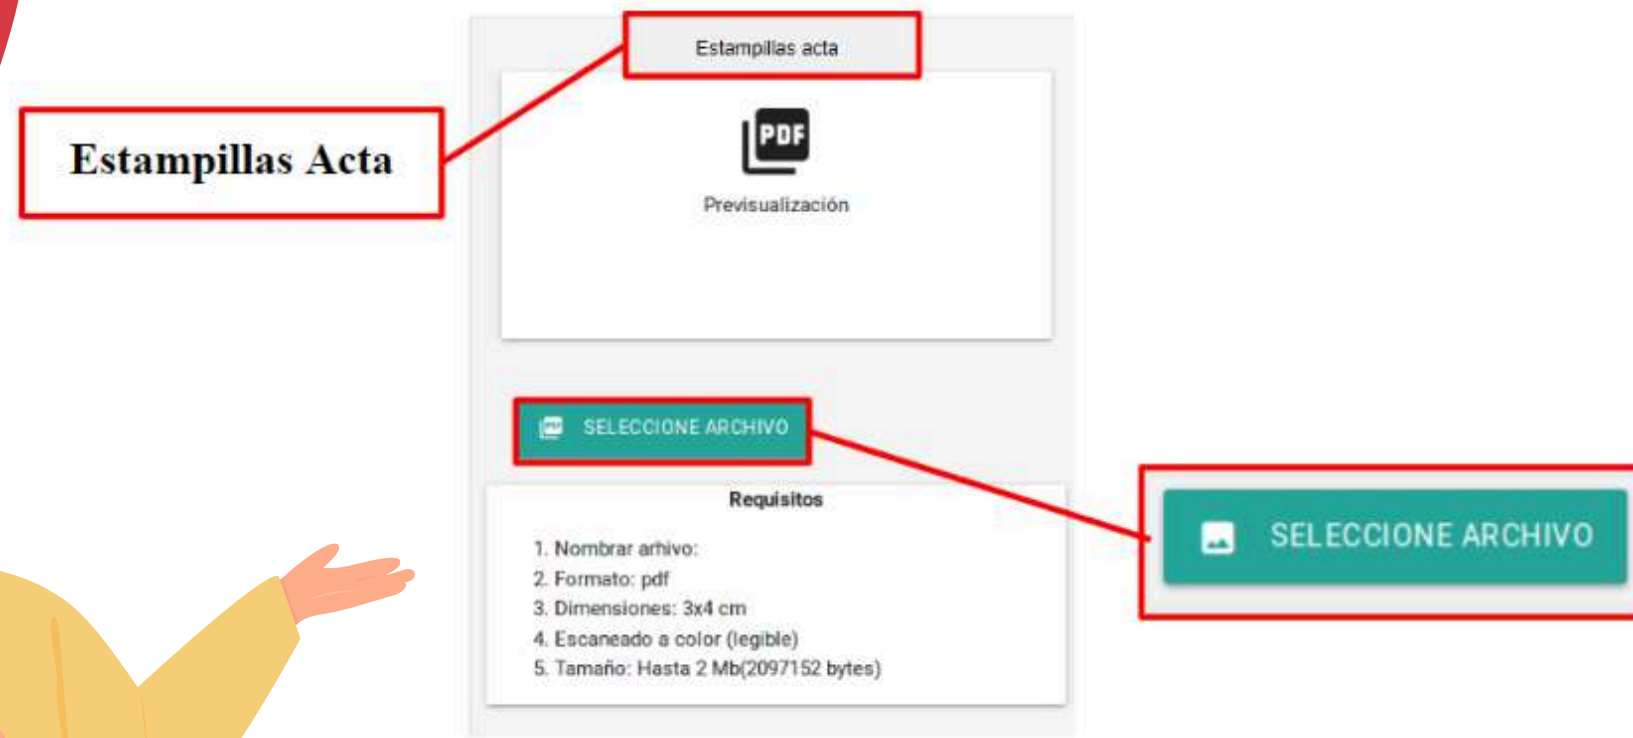 Estampillas acta
Estampillas Acta
PDF
Previsualización
PDF SELECCIONE ARCHIVO
Requisitos
1. Nombrar arhivo:
2. Formato: pdf
3. Dimensiones: 3x4 cm
4. Escaneado a color (legible)
5. Tamaño: Hasta 2 Mb(2097152 bytes)
SELECCIONE ARCHIVO